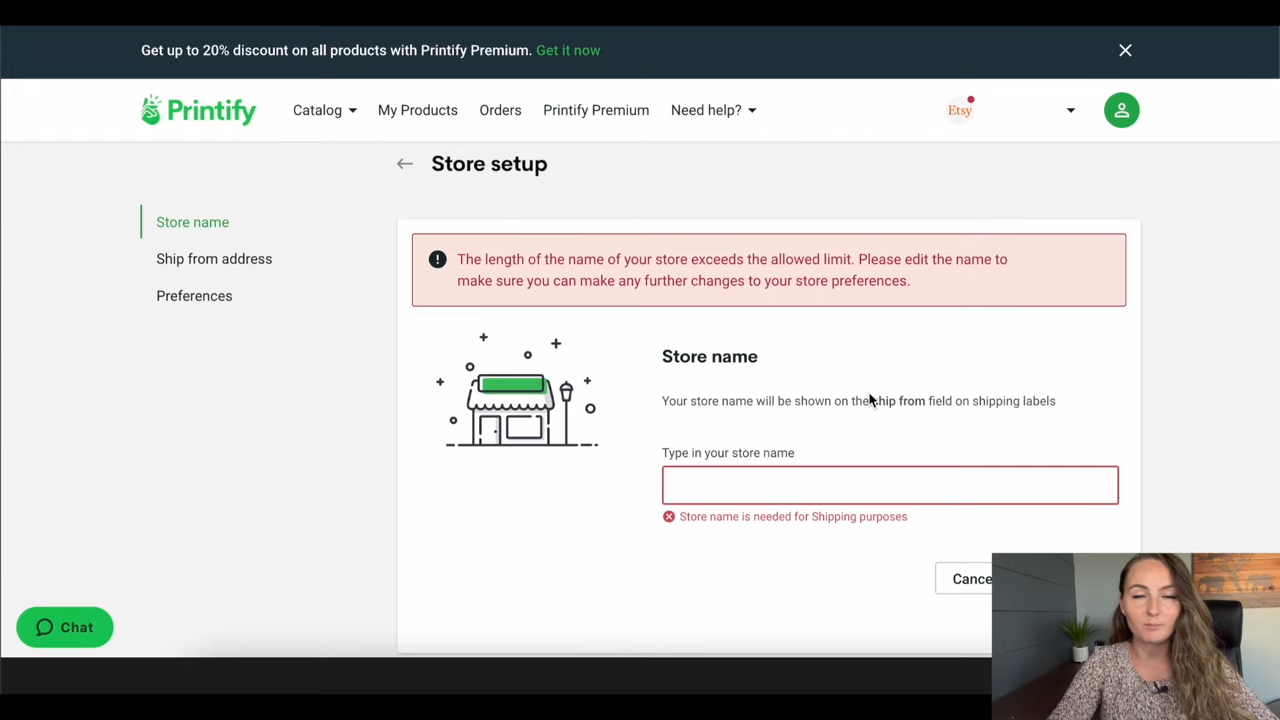 Get up to 20% discount on all products with Printify Premium. Get it now
Printify
Catalog
My Products
Orders
Printify Premium
Need help?
Etsy
Store setup
Store name
Ship from address
Preferences
The length of the name of your store exceeds the allowed limit. Please edit the name to
make sure you can make any further changes to your store preferences.
Store name
Your store name will be shown on the ship from field on shipping labels
Type in your store name
Store name is needed for Shipping purposes
Cance
Chat